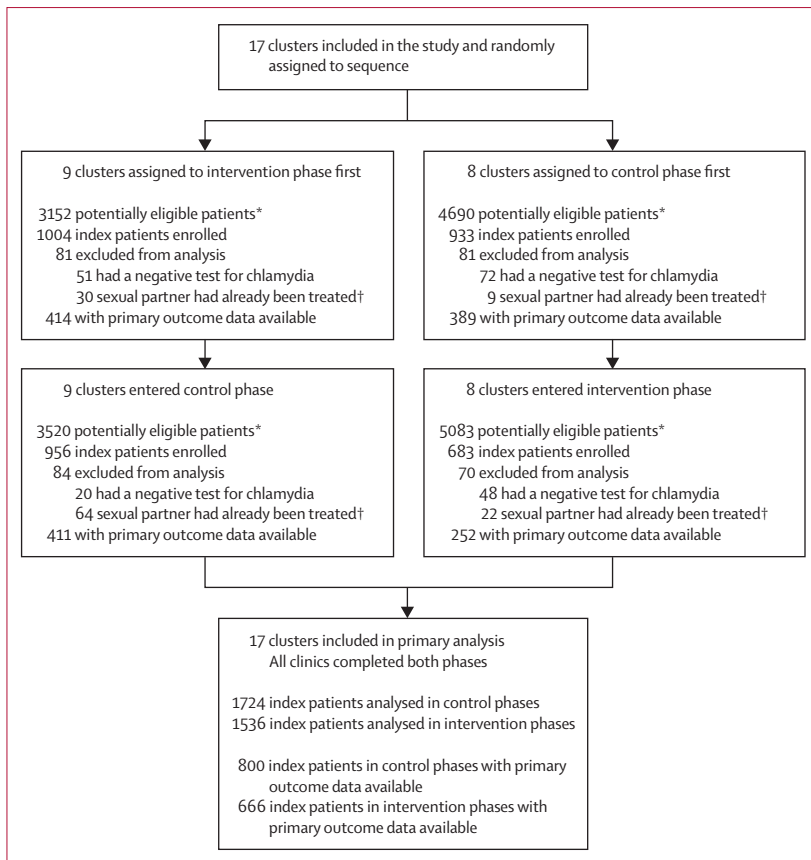 17 clusters included in the study and randomly
assigned to sequence
9 clusters assigned to intervention phase first
3152 potentially eligible patients*
1004 index patients enrolled
81 excluded from analysis
51 had a negative test for chlamydia
30 sexual partner had already been treated†
414 with primary outcome data available
8 clusters assigned to control phase first
4690 potentially eligible patients*
933 index patients enrolled
81 excluded from analysis
72 had a negative test for chlamydia
9 sexual partner had already been treated†
389 with primary outcome data available
9 clusters entered control phase
3520 potentially eligible patients*
956 index patients enrolled
84 excluded from analysis
20 had a negative test for chlamydia
64 sexual partner had already been treated†
411 with primary outcome data available
8 clusters entered intervention phase
5083 potentially eligible patients*
683 index patients enrolled
70 excluded from analysis
48 had a negative test for chlamydia
22 sexual partner had already been treated†
252 with primary outcome data available
17 clusters included in primary analysis
All clinics completed both phases
1724 index patients analysed in control phases
1536 index patients analysed in intervention phases
800 index patients in control phases with primary
outcome data available
666 index patients in intervention phases with
primary outcome data available